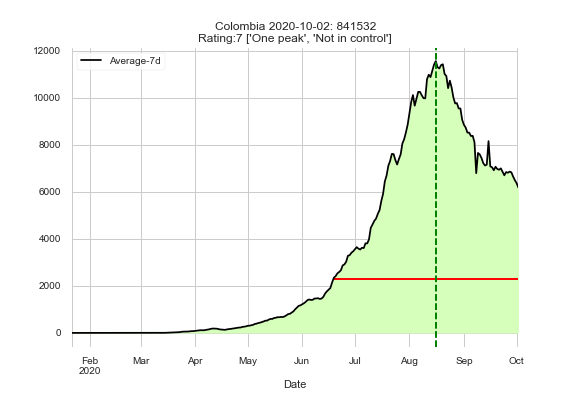 Colombia 2020-10-02: 841532
Rating:7 ['One peak', 'Not in control']
Average-7d
12000
10000
8000
6000
4000
2000
0
Feb Mar Apr May Jun Jul Aug Sep Oct
2020
Date